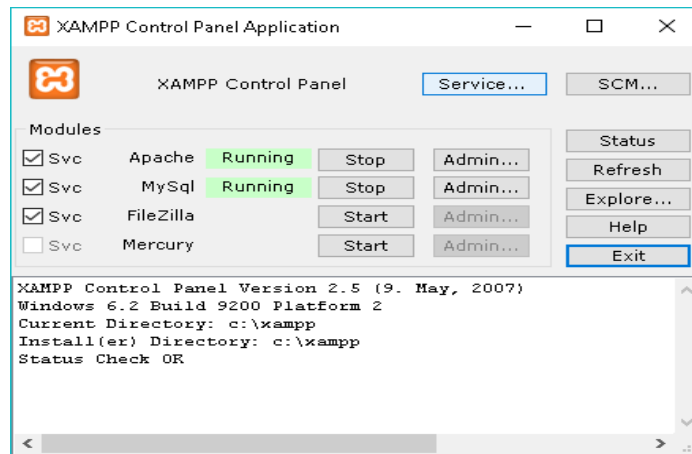 XAMPP Control Panel Application
XAMPP Control Panel Service... SCM...
Modules
Svc Apache Running Stop Admin...
Svc MySql Running Stop Admin...
Svc FileZilla Start Admin...
Svc Mercury Start Admin...
Status
Refresh
Explore...
Help
Exit
XAMPP Control Panel Version 2.5 (9. May, 2007)
Windows 6.2 Build 9200 Platform 2
Current Directory: c:\xampp
Install(er) Directory: c:\xampp
Status Check OK